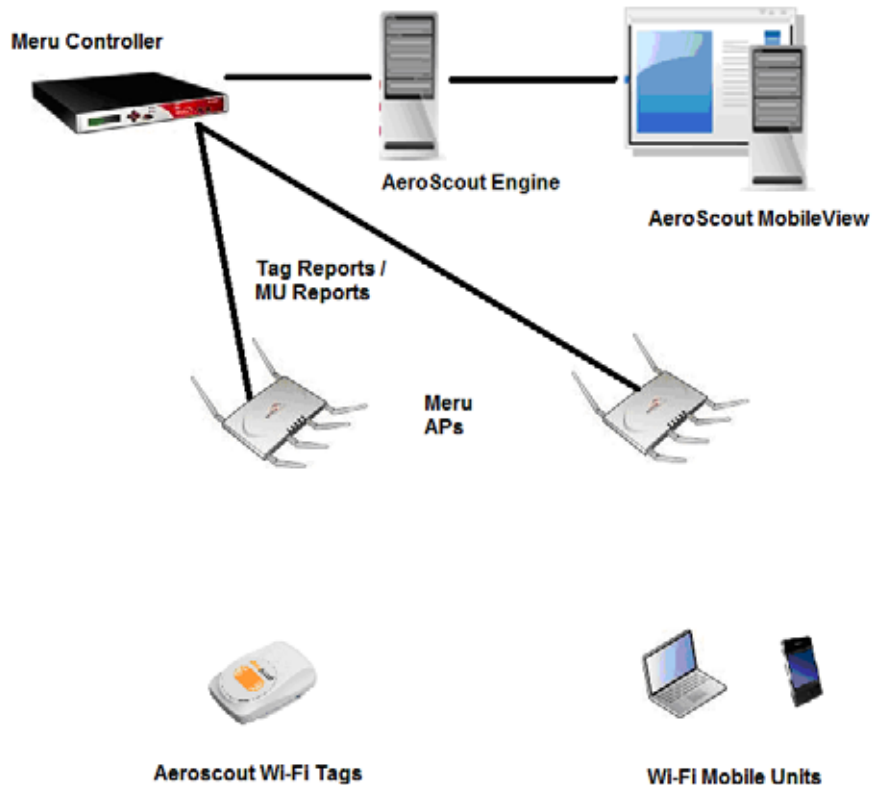 Meru Controller
AeroScout Engine
AeroScout MobileView
Tag Reports /
MU Reports
Meru
APs
Aeroscout Wi-Fi Tags
Wi-Fi Mobile Units